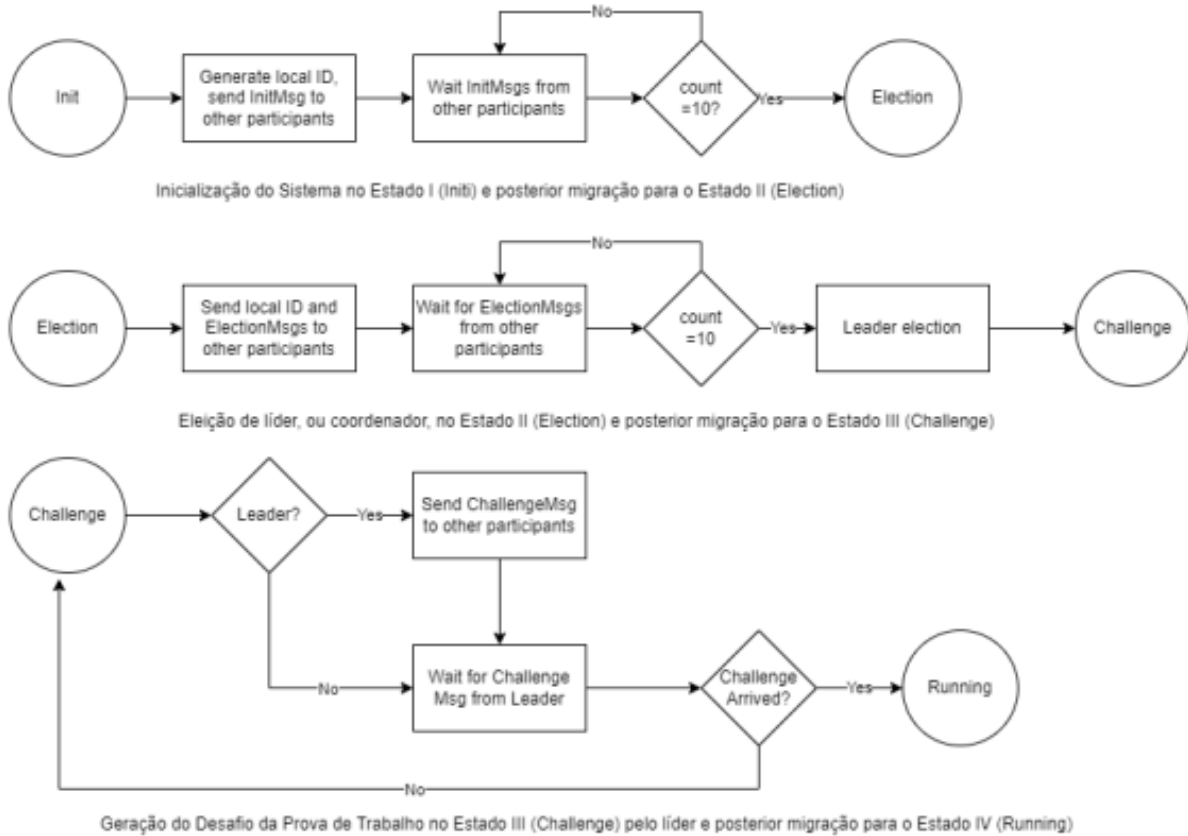 No
Init
Generate local ID,
send InitMsg to
other participants
Wait InitMsgs from
other participants
count
=10?
Yes
Election
Inicialização do Sistema no Estado I (Initi) e posterior migração para o Estado II (Election)
No
Election
Send local ID and
ElectionMsgs to
other participants
Wait for ElectionMsgs
from other
participants
count
=10
Yes
Leader election
Challenge
Eleição de líder, ou coordenador, no Estado II (Election) e posterior migração para o Estado III (Challenge)
Challenge
Leader?
Yes
Send ChallengeMsg
to other participants
No
Wait for Challenge
Msg from Leader
Challenge
Arrived?
Yes
Running
No
Geração do Desafio da Prova de Trabalho no Estado III (Challenge) pelo líder e posterior migração para o Estado IV (Running)